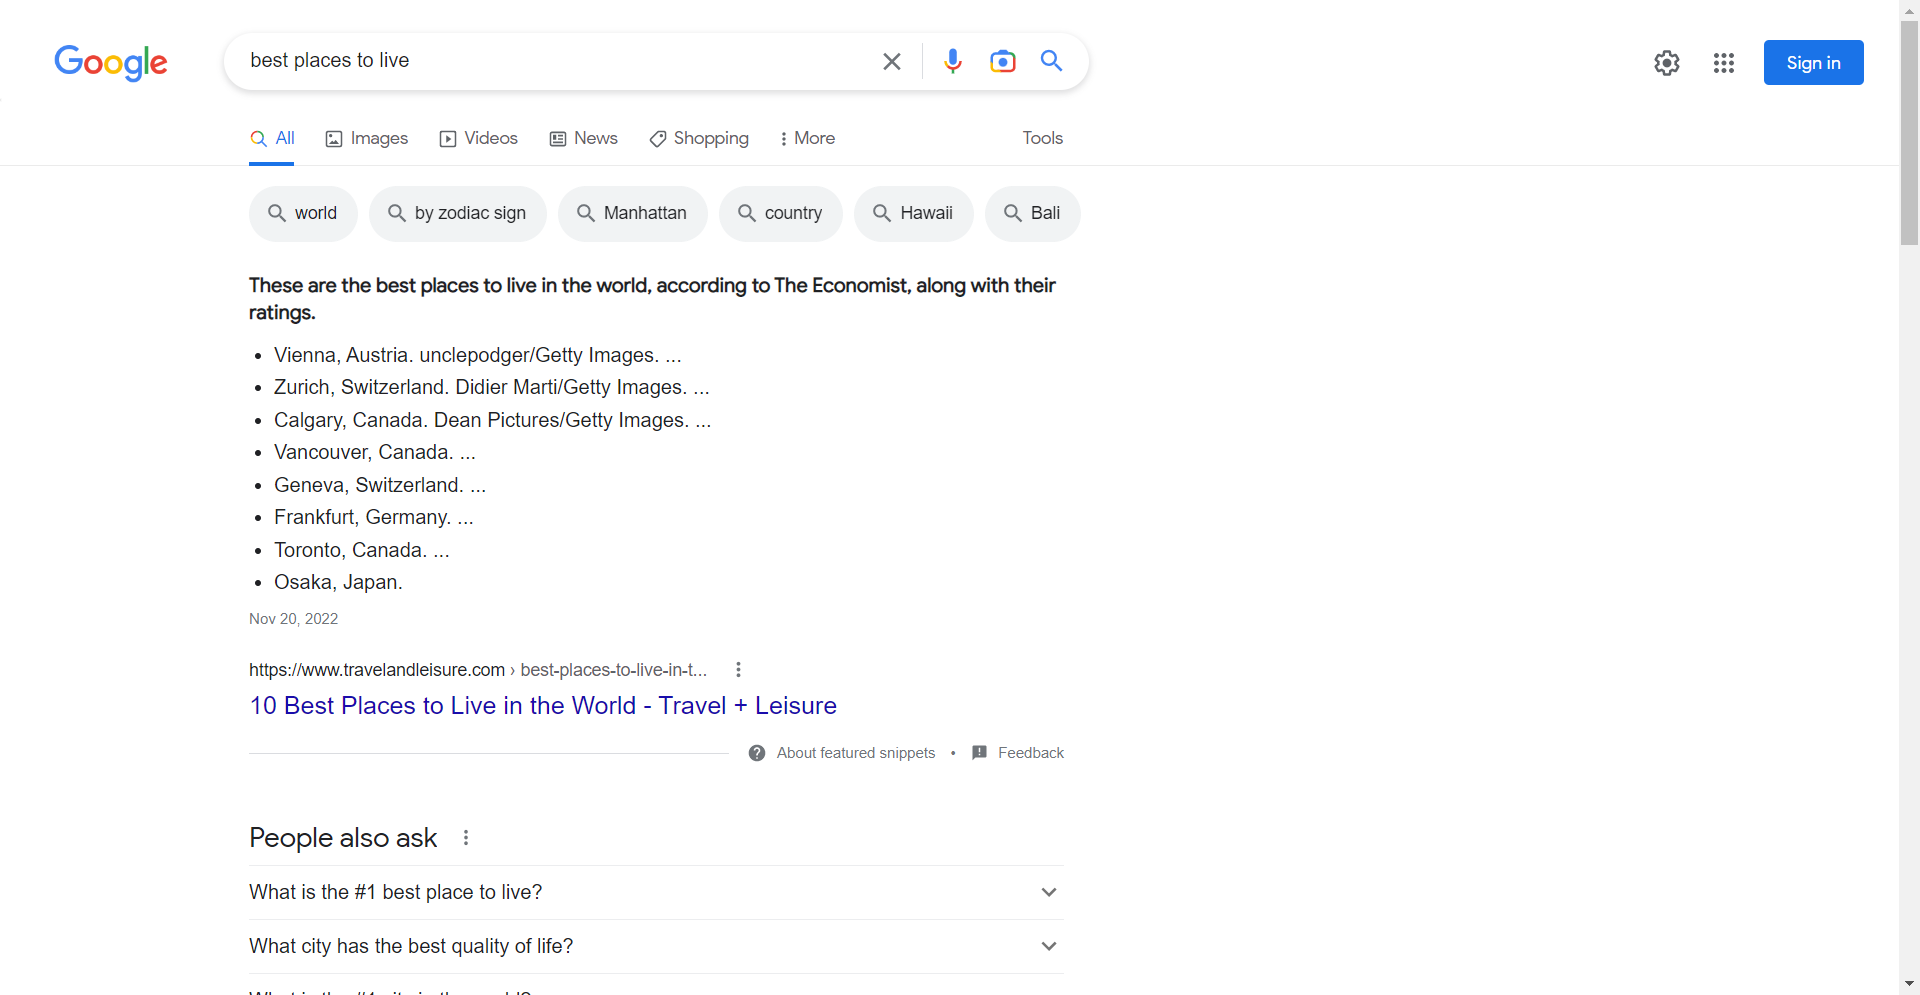 Google
best places to live
Sign in
All
Images
Videos
News
Shopping
More
Tools
world
by zodiac sign
Manhattan
country
Hawaii
Bali
These are the best places to live in the world, according to The Economist, along with their
ratings.
• Vienna, Austria. unclepodger/Getty Images. ...
• Zurich, Switzerland. Didier Marti/Getty Images. ...
• Calgary, Canada. Dean Pictures/Getty Images. ...
• Vancouver, Canada. ...
• Geneva, Switzerland. ...
• Frankfurt, Germany. ...
• Toronto, Canada. ...
• Osaka, Japan.
Nov 20, 2022
https://www.travelandleisure.com › best-places-to-live-in-t...
10 Best Places to Live in the World - Travel + Leisure
About featured snippets • Feedback
People also ask
What is the #1 best place to live?
What city has the best quality of life?